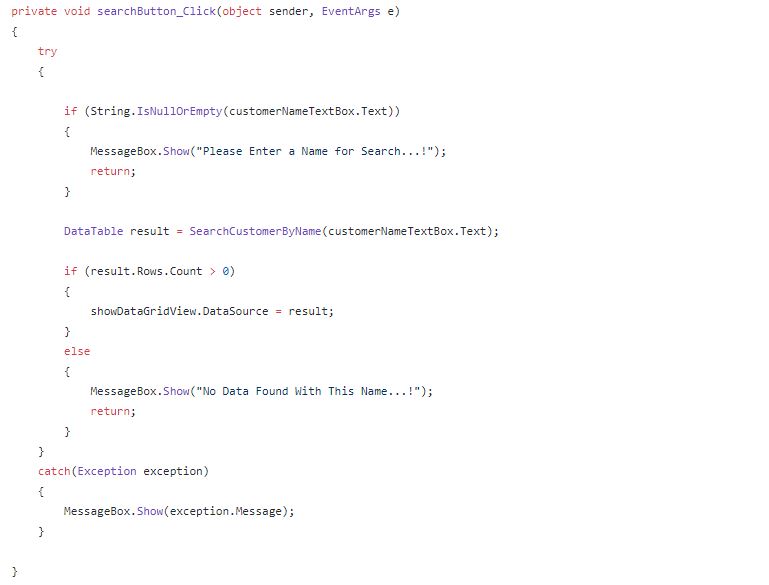 private void searchButton_Click(object sender, EventArgs e)
{
    try
    {

        if (String.IsNullOrEmpty(customerNameTextBox.Text))
        {
            MessageBox.Show("Please Enter a Name for Search...!");
            return;
        }

        DataTable result = SearchCustomerByName(customerNameTextBox.Text);

        if (result.Rows.Count > 0)
        {
            showDataGridView.DataSource = result;
        }
        else
        {
            MessageBox.Show("No Data Found With This Name...!");
            return;
        }
    }
    catch(Exception exception)
    {
        MessageBox.Show(exception.Message);
    }

}